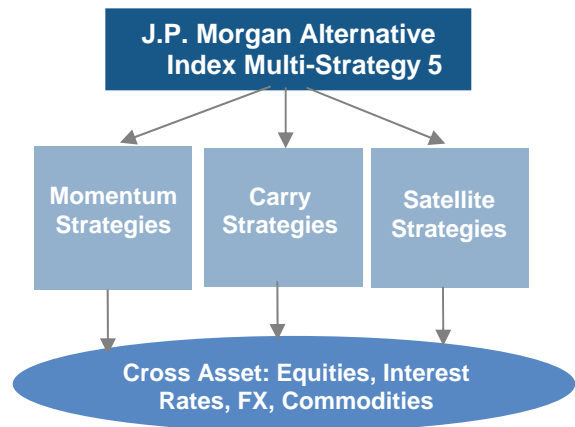 J.P. Morgan Alternative
Index Multi-Strategy 5
Momentum
Strategies
Carry
Strategies
Satellite
Strategies
Cross Asset: Equities, Interest
Rates, FX, Commodities